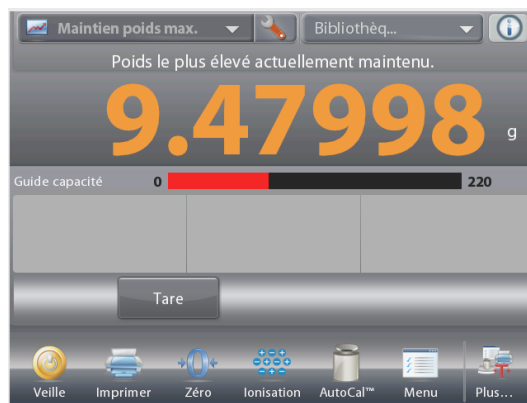 Maintien poids max. Bibliothèq...
Poids le plus élevé actuellement maintenu.
9.47998 g
Guide capacité 0 220
Tare
Veille Imprimer Zéro Ionisation AutoCal™ Menu Plus...